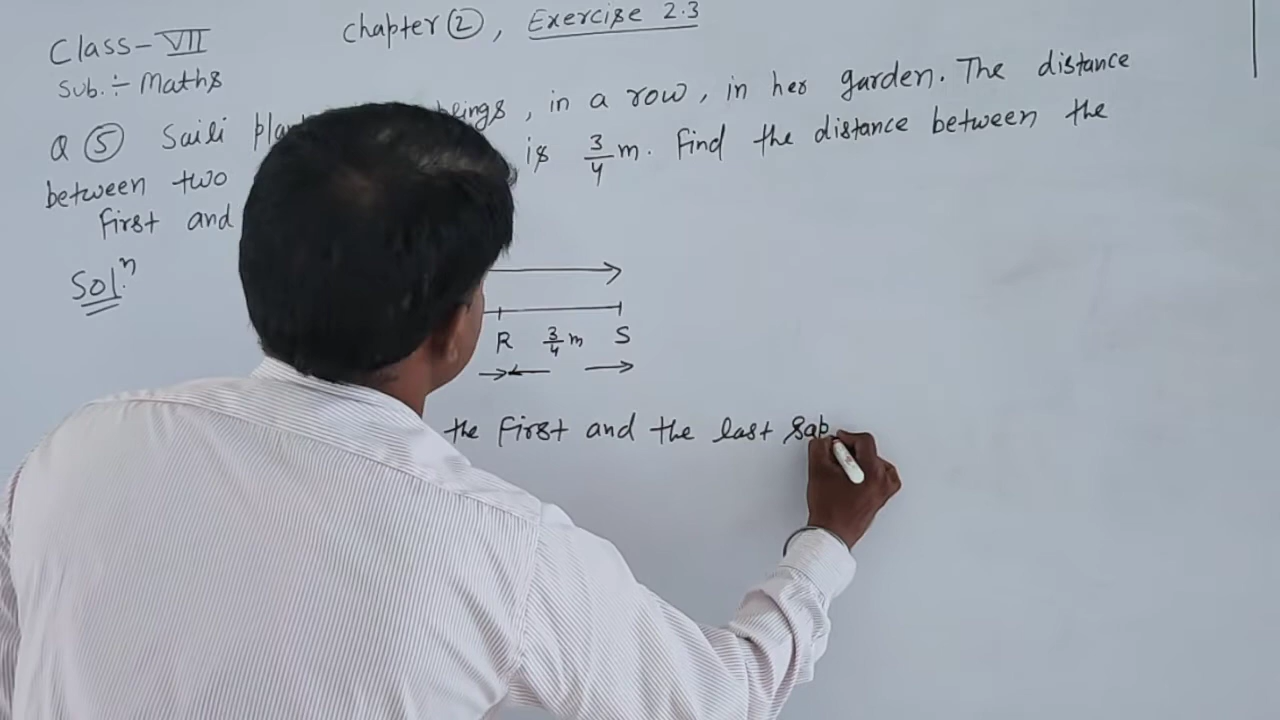 Chapter ②, Exercise 2.3
Class-VII
Sub.:- Maths
Q ⑤ Saili , in a row, in her garden. The distance
between two is 3/4 m. Find the distance between the
first and
Sol.ⁿ
R 3/4 m S
the first and the last sap